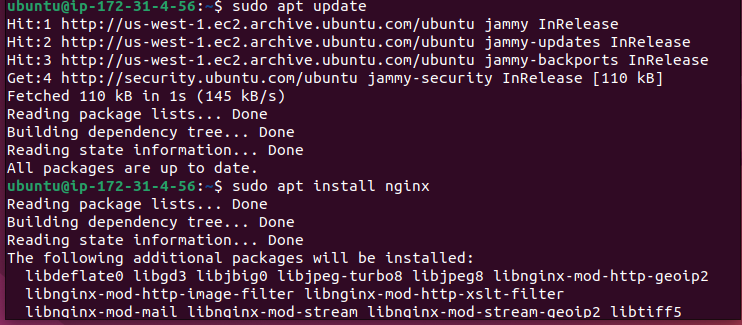 ubuntu@ip-172-31-4-56:~$ sudo apt update
Hit:1 http://us-west-1.ec2.archive.ubuntu.com/ubuntu jammy InRelease
Hit:2 http://us-west-1.ec2.archive.ubuntu.com/ubuntu jammy-updates InRelease
Hit:3 http://us-west-1.ec2.archive.ubuntu.com/ubuntu jammy-backports InRelease
Get:4 http://security.ubuntu.com/ubuntu jammy-security InRelease [110 kB]
Fetched 110 kB in 1s (145 kB/s)
Reading package lists... Done
Building dependency tree... Done
Reading state information... Done
All packages are up to date.
ubuntu@ip-172-31-4-56:~$ sudo apt install nginx
Reading package lists... Done
Building dependency tree... Done
Reading state information... Done
The following additional packages will be installed:
  libdeflate0 libgd3 libjbig0 libjpeg-turbo8 libjpeg8 libnginx-mod-http-geoip2
  libnginx-mod-http-image-filter libnginx-mod-http-xslt-filter
  libnginx-mod-mail libnginx-mod-stream libnginx-mod-stream-geoip2 libtiff5